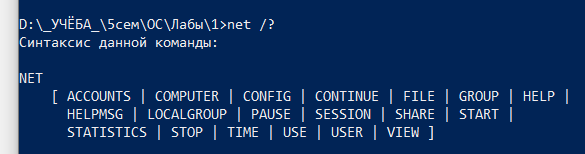 D:\_УЧЁБА_\5сем\ОС\Лабы\1>net /?
Синтаксис данной команды:
NET
[ ACCOUNTS | COMPUTER | CONFIG | CONTINUE | FILE | GROUP | HELP |
HELPMSG | LOCALGROUP | PAUSE | SESSION | SHARE | START |
STATISTICS | STOP | TIME | USE | USER | VIEW ]